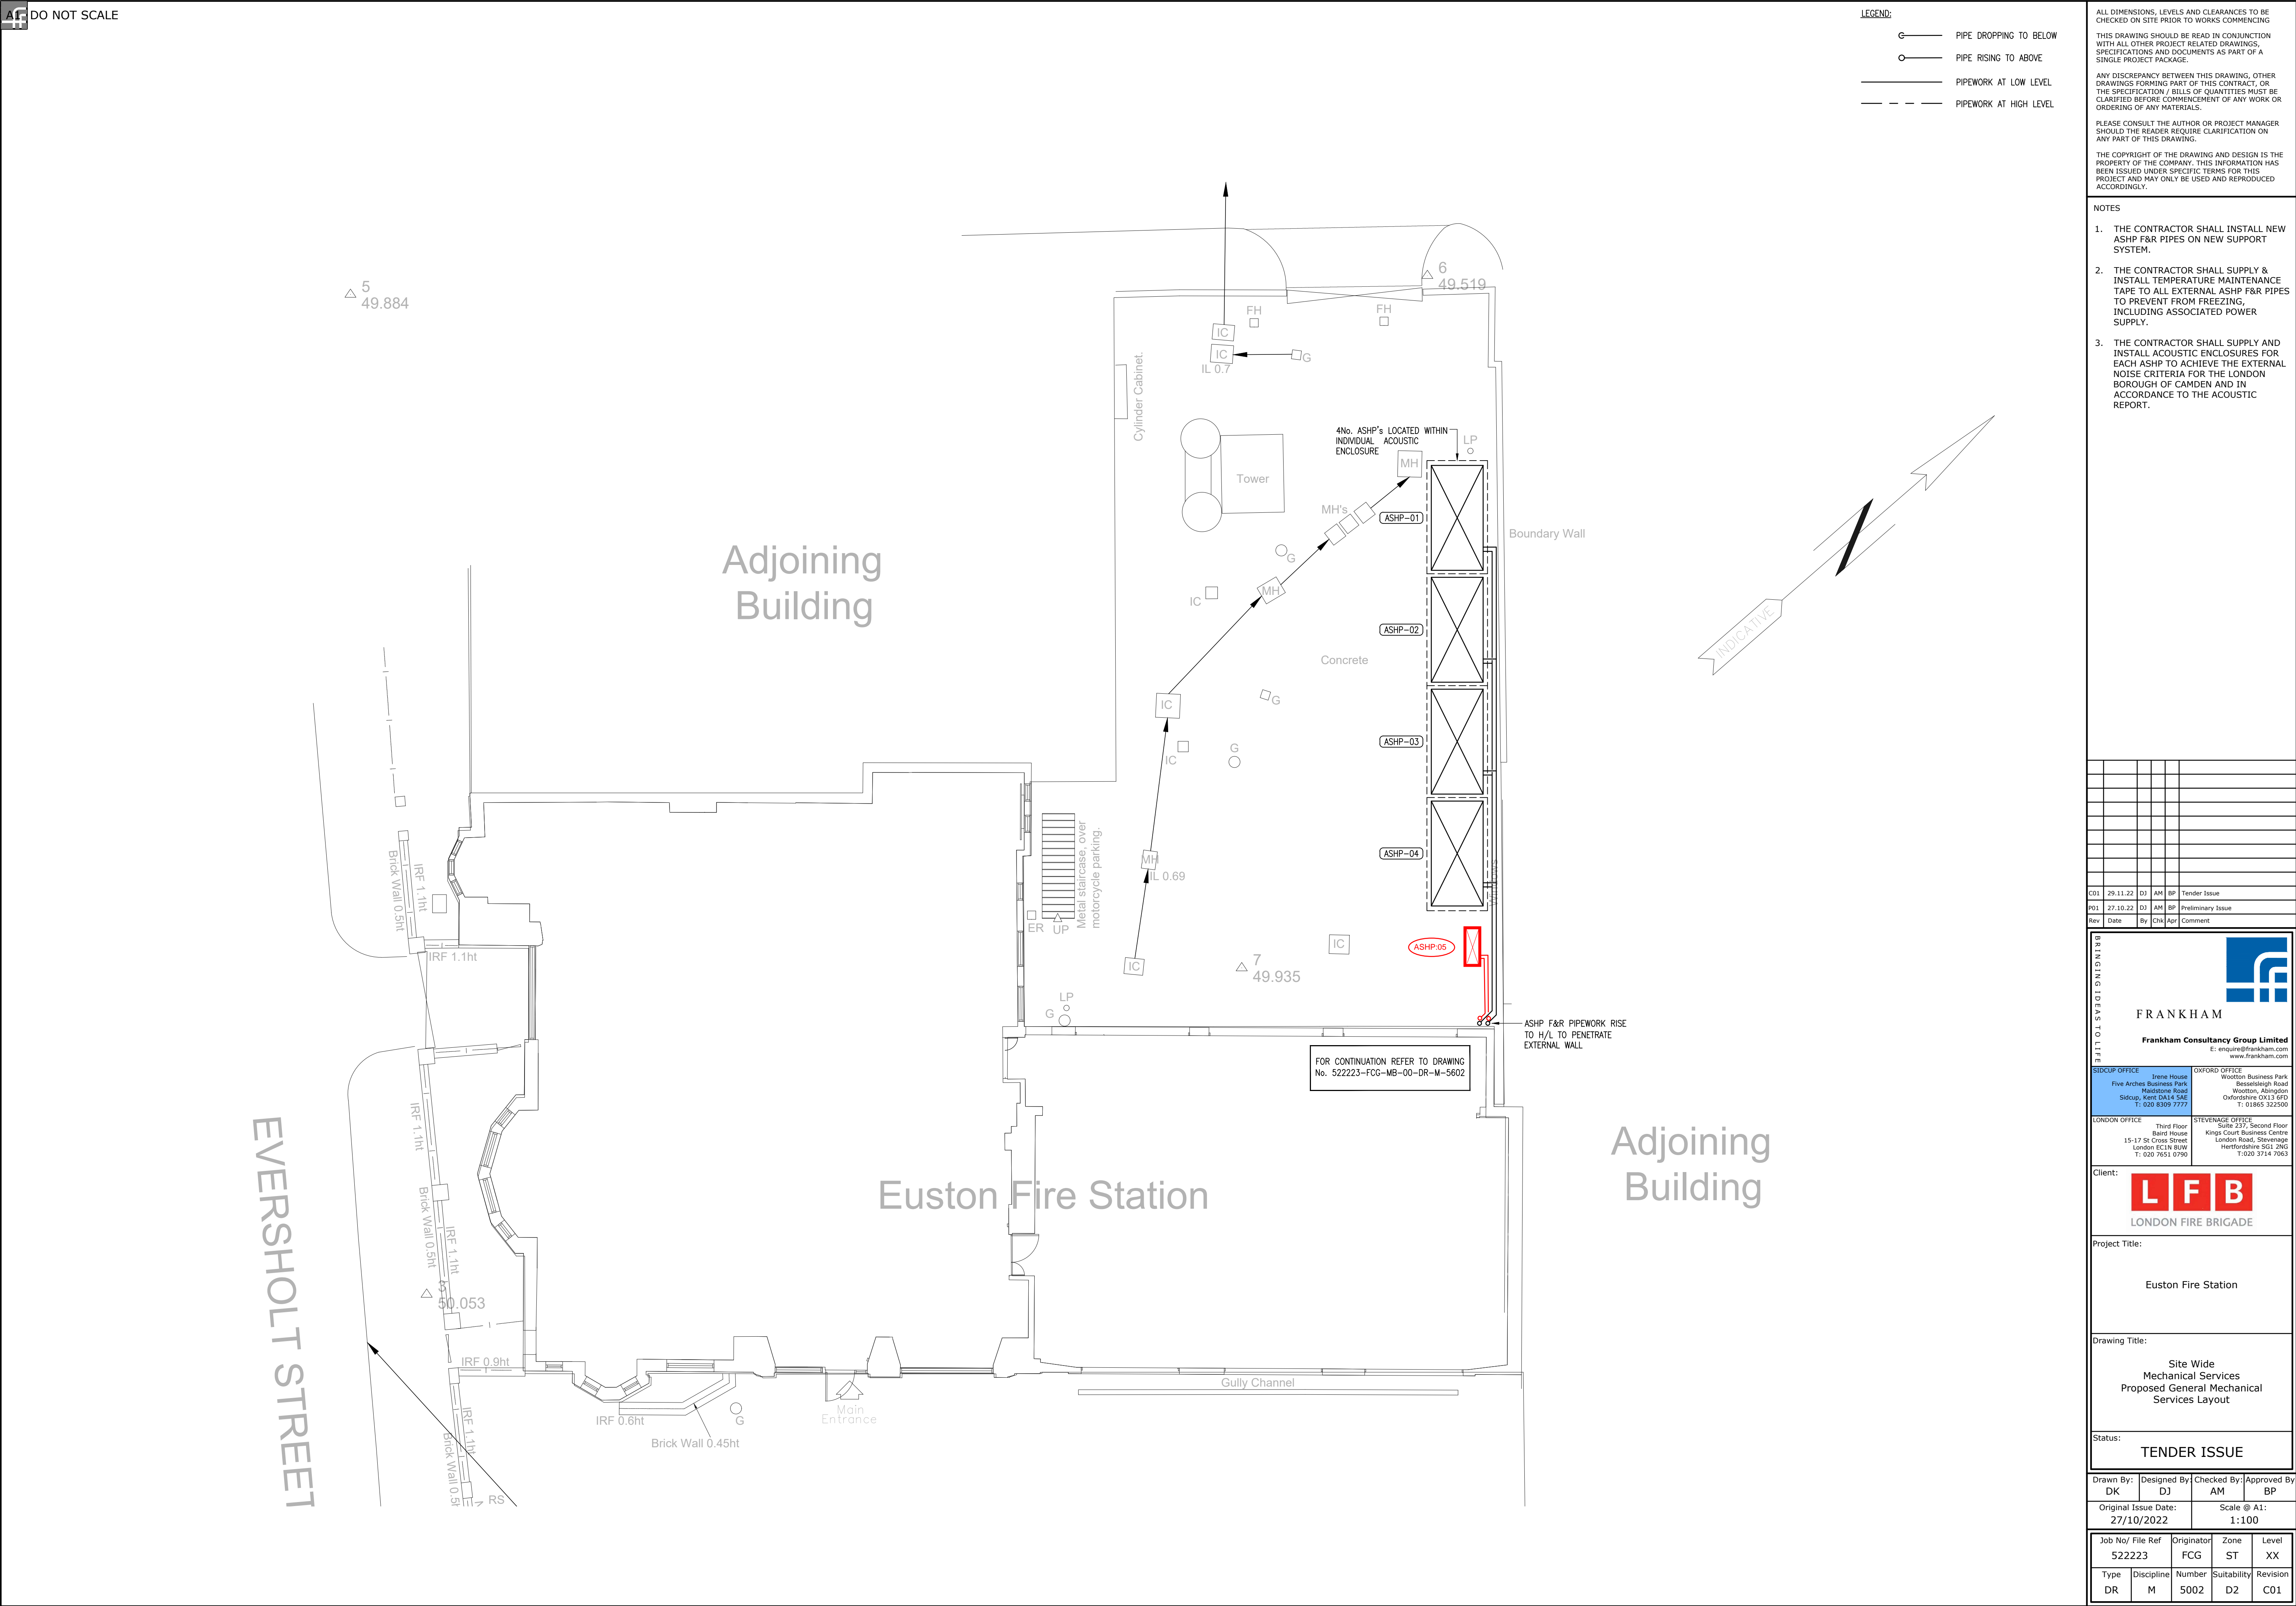 A1 DO NOT SCALE
LEGEND:
PIPE DROPPING TO BELOW
PIPE RISING TO ABOVE
PIPEWORK AT LOW LEVEL
PIPEWORK AT HIGH LEVEL
5
49.884
6
49.519
FH
FH
IC
IC
G
IL 0.7
Cylinder Cabinet.
Tower
4No. ASHP's LOCATED WITHIN
INDIVIDUAL ACOUSTIC
ENCLOSURE
LP
MH
MH's
ASHP-01
Boundary Wall
G
MH
IC
ASHP-02
Concrete
INDICATIVE
Adjoining
Building
IC
G
ASHP-03
IC
G
ASHP-04
MH
IL 0.69
Metal staircase, over
motorcycle parking.
ER
UP
Windows
ASHP:05
IC
IC
7
49.935
LP
G
ASHP F&R PIPEWORK RISE
TO H/L TO PENETRATE
EXTERNAL WALL
FOR CONTINUATION REFER TO DRAWING
No. 522223-FCG-MB-00-DR-M-5602
Brick Wall 0.5ht
IRF 1.1ht
IRF 1.1ht
IRF 1.1ht
Brick Wall 0.5ht
IRF 1.1ht
50.053
IRF 0.9ht
IRF 1.1ht
Brick Wall 0.5
RS
EVERSHOLT STREET
Euston Fire Station
Adjoining
Building
IRF 0.6ht
Brick Wall 0.45ht
G
Main
Entrance
Gully Channel
ALL DIMENSIONS, LEVELS AND CLEARANCES TO BE
CHECKED ON SITE PRIOR TO WORKS COMMENCING
THIS DRAWING SHOULD BE READ IN CONJUNCTION
WITH ALL OTHER PROJECT RELATED DRAWINGS,
SPECIFICATIONS AND DOCUMENTS AS PART OF A
SINGLE PROJECT PACKAGE.
ANY DISCREPANCY BETWEEN THIS DRAWING, OTHER
DRAWINGS FORMING PART OF THIS CONTRACT, OR
THE SPECIFICATION / BILLS OF QUANTITIES MUST BE
CLARIFIED BEFORE COMMENCEMENT OF ANY WORK OR
ORDERING OF ANY MATERIALS.
PLEASE CONSULT THE AUTHOR OR PROJECT MANAGER
SHOULD THE READER REQUIRE CLARIFICATION ON
ANY PART OF THIS DRAWING.
THE COPYRIGHT OF THE DRAWING AND DESIGN IS THE
PROPERTY OF THE COMPANY. THIS INFORMATION HAS
BEEN ISSUED UNDER SPECIFIC TERMS FOR THIS
PROJECT AND MAY ONLY BE USED AND REPRODUCED
ACCORDINGLY.
NOTES
1. THE CONTRACTOR SHALL INSTALL NEW
ASHP F&R PIPES ON NEW SUPPORT
SYSTEM.
2. THE CONTRACTOR SHALL SUPPLY &
INSTALL TEMPERATURE MAINTENANCE
TAPE TO ALL EXTERNAL ASHP F&R PIPES
TO PREVENT FROM FREEZING,
INCLUDING ASSOCIATED POWER
SUPPLY.
3. THE CONTRACTOR SHALL SUPPLY AND
INSTALL ACOUSTIC ENCLOSURES FOR
EACH ASHP TO ACHIEVE THE EXTERNAL
NOISE CRITERIA FOR THE LONDON
BOROUGH OF CAMDEN AND IN
ACCORDANCE TO THE ACOUSTIC
REPORT.
C01 29.11.22 DJ AM BP Tender Issue
P01 27.10.22 DJ AM BP Preliminary Issue
Rev Date By Chk Apr Comment
BRINGING IDEAS TO LIFE
FRANKHAM
Frankham Consultancy Group Limited
E: enquire@frankham.com
www.frankham.com
SIDCUP OFFICE
Irene House
Five Arches Business Park
Maidstone Road
Sidcup, Kent DA14 5AE
T: 020 8309 7777
OXFORD OFFICE
Wootton Business Park
Besselsleigh Road
Wootton, Abingdon
Oxfordshire OX13 6FD
T: 01865 322500
LONDON OFFICE
Third Floor
Baird House
15-17 St Cross Street
London EC1N 8UW
T: 020 7651 0790
STEVENAGE OFFICE
Suite 237, Second Floor
Kings Court Business Centre
London Road, Stevenage
Hertfordshire SG1 2NG
T:020 3714 7063
Client:
LFB
LONDON FIRE BRIGADE
Project Title:
Euston Fire Station
Drawing Title:
Site Wide
Mechanical Services
Proposed General Mechanical
Services Layout
Status:
TENDER ISSUE
Drawn By: Designed By: Checked By: Approved By
DK DJ AM BP
Original Issue Date: Scale @ A1:
27/10/2022 1:100
Job No/ File Ref Originator Zone Level
522223 FCG ST XX
Type Discipline Number Suitability Revision
DR M 5002 D2 C01